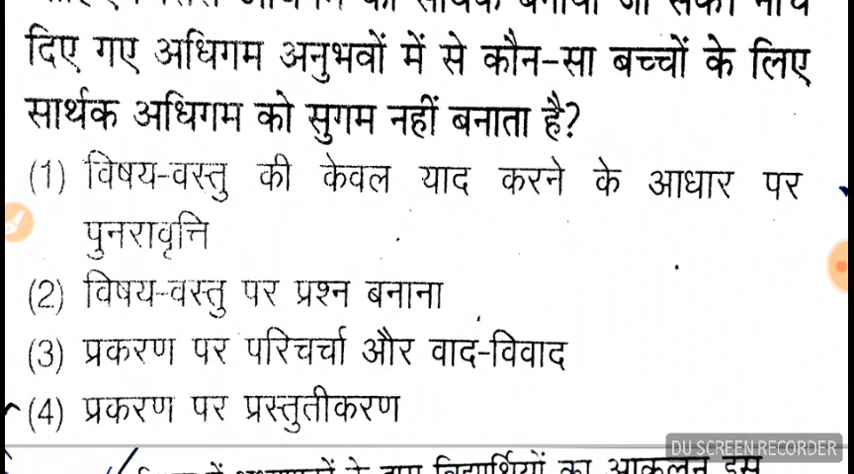 दिए गए अधिगम अनुभवों में से कौन-सा बच्चों के लिए
सार्थक अधिगम को सुगम नहीं बनाता है?
(1) विषय-वस्तु की केवल याद करने के आधार पर
पुनरावृत्ति
(2) विषय-वस्तु पर प्रश्न बनाना
(3) प्रकरण पर परिचर्चा और वाद-विवाद
(4) प्रकरण पर प्रस्तुतीकरण
DU SCREEN RECORDER